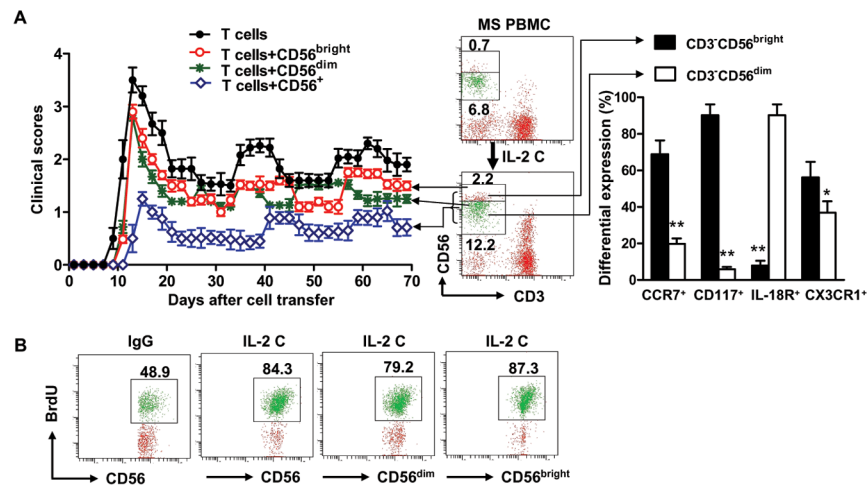 A
T cells
T cells+CD56bright
T cells+CD56dim
T cells+CD56+
Clinical scores
4
3
2
1
0
0 10 20 30 40 50 60 70
Days after cell transfer
MS PBMC
0.7
6.8
IL-2 C
2.2
12.2
CD56
CD3
CD3-CD56bright
CD3-CD56dim
Differential expression (%)
100
80
60
40
20
0
**
**
**
*
CCR7+ CD117+ IL-18R+ CX3CR1+
B
IgG IL-2 C IL-2 C IL-2 C
48.9 84.3 79.2 87.3
BrdU
CD56 CD56 CD56dim CD56bright